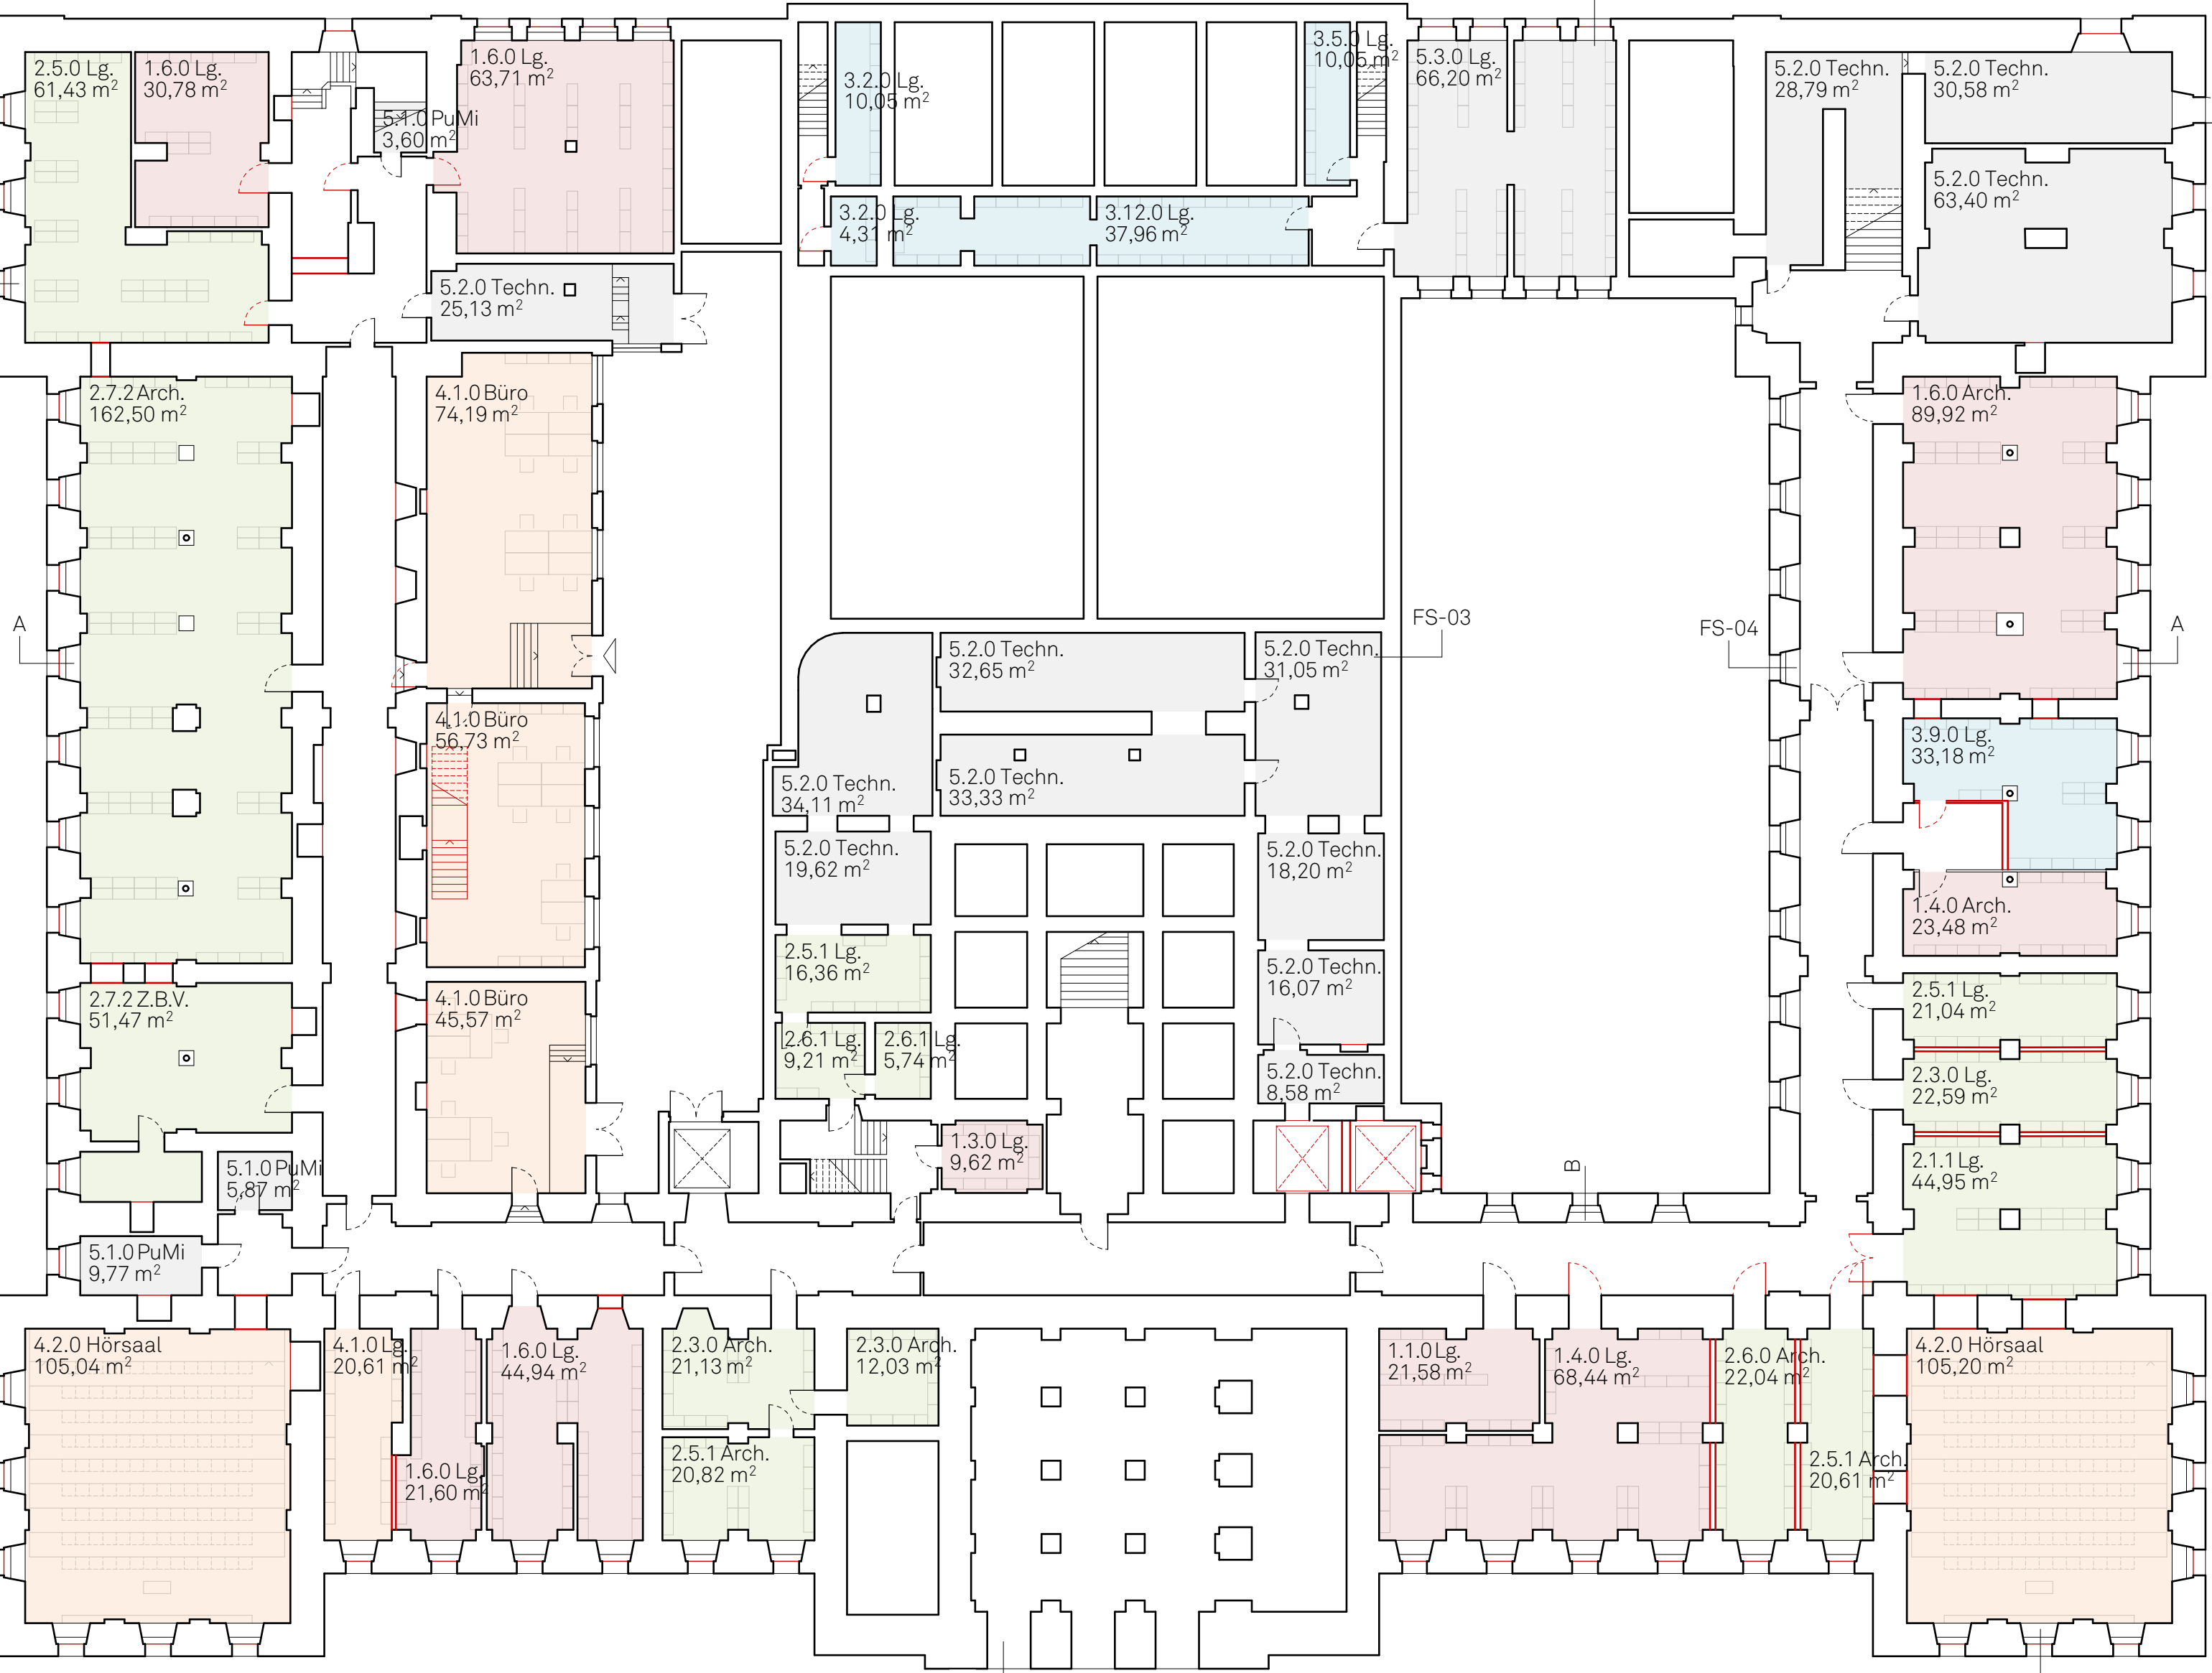 2.5.0 Lg.
61,43 m²
1.6.0 Lg.
30,78 m²
5.1.0 PuMi
3,60 m²
1.6.0 Lg.
63,71 m²
3.2.0 Lg.
10,05 m²
3.5.0 Lg.
10,05 m²
5.3.0 Lg.
66,20 m²
5.2.0 Techn.
28,79 m²
5.2.0 Techn.
30,58 m²
5.2.0 Techn.
63,40 m²
3.2.0 Lg.
4,31 m²
3.12.0 Lg.
37,96 m²
5.2.0 Techn.
25,13 m²
2.7.2 Arch.
162,50 m²
4.1.0 Büro
74,19 m²
1.6.0 Arch.
89,92 m²
A
FS-03
FS-04
A
5.2.0 Techn.
32,65 m²
5.2.0 Techn.
31,05 m²
4.1.0 Büro
56,73 m²
3.9.0 Lg.
33,18 m²
5.2.0 Techn.
34,11 m²
5.2.0 Techn.
33,33 m²
5.2.0 Techn.
19,62 m²
5.2.0 Techn.
18,20 m²
1.4.0 Arch.
23,48 m²
2.5.1 Lg.
16,36 m²
5.2.0 Techn.
16,07 m²
2.7.2 Z.B.V.
51,47 m²
4.1.0 Büro
45,57 m²
2.5.1 Lg.
21,04 m²
2.6.1 Lg.
9,21 m²
2.6.1 Lg.
5,74 m²
5.2.0 Techn.
8,58 m²
2.3.0 Lg.
22,59 m²
1.3.0 Lg.
9,62 m²
B
2.1.1 Lg.
44,95 m²
5.1.0 PuMi
5,87 m²
5.1.0 PuMi
9,77 m²
4.2.0 Hörsaal
105,04 m²
4.1.0 Lg.
20,61 m²
1.6.0 Lg.
44,94 m²
2.3.0 Arch.
21,13 m²
2.3.0 Arch.
12,03 m²
1.1.0 Lg.
21,58 m²
1.4.0 Lg.
68,44 m²
2.6.0 Arch.
22,04 m²
4.2.0 Hörsaal
105,20 m²
1.6.0 Lg.
21,60 m²
2.5.1 Arch.
20,82 m²
2.5.1 Arch.
20,61 m²